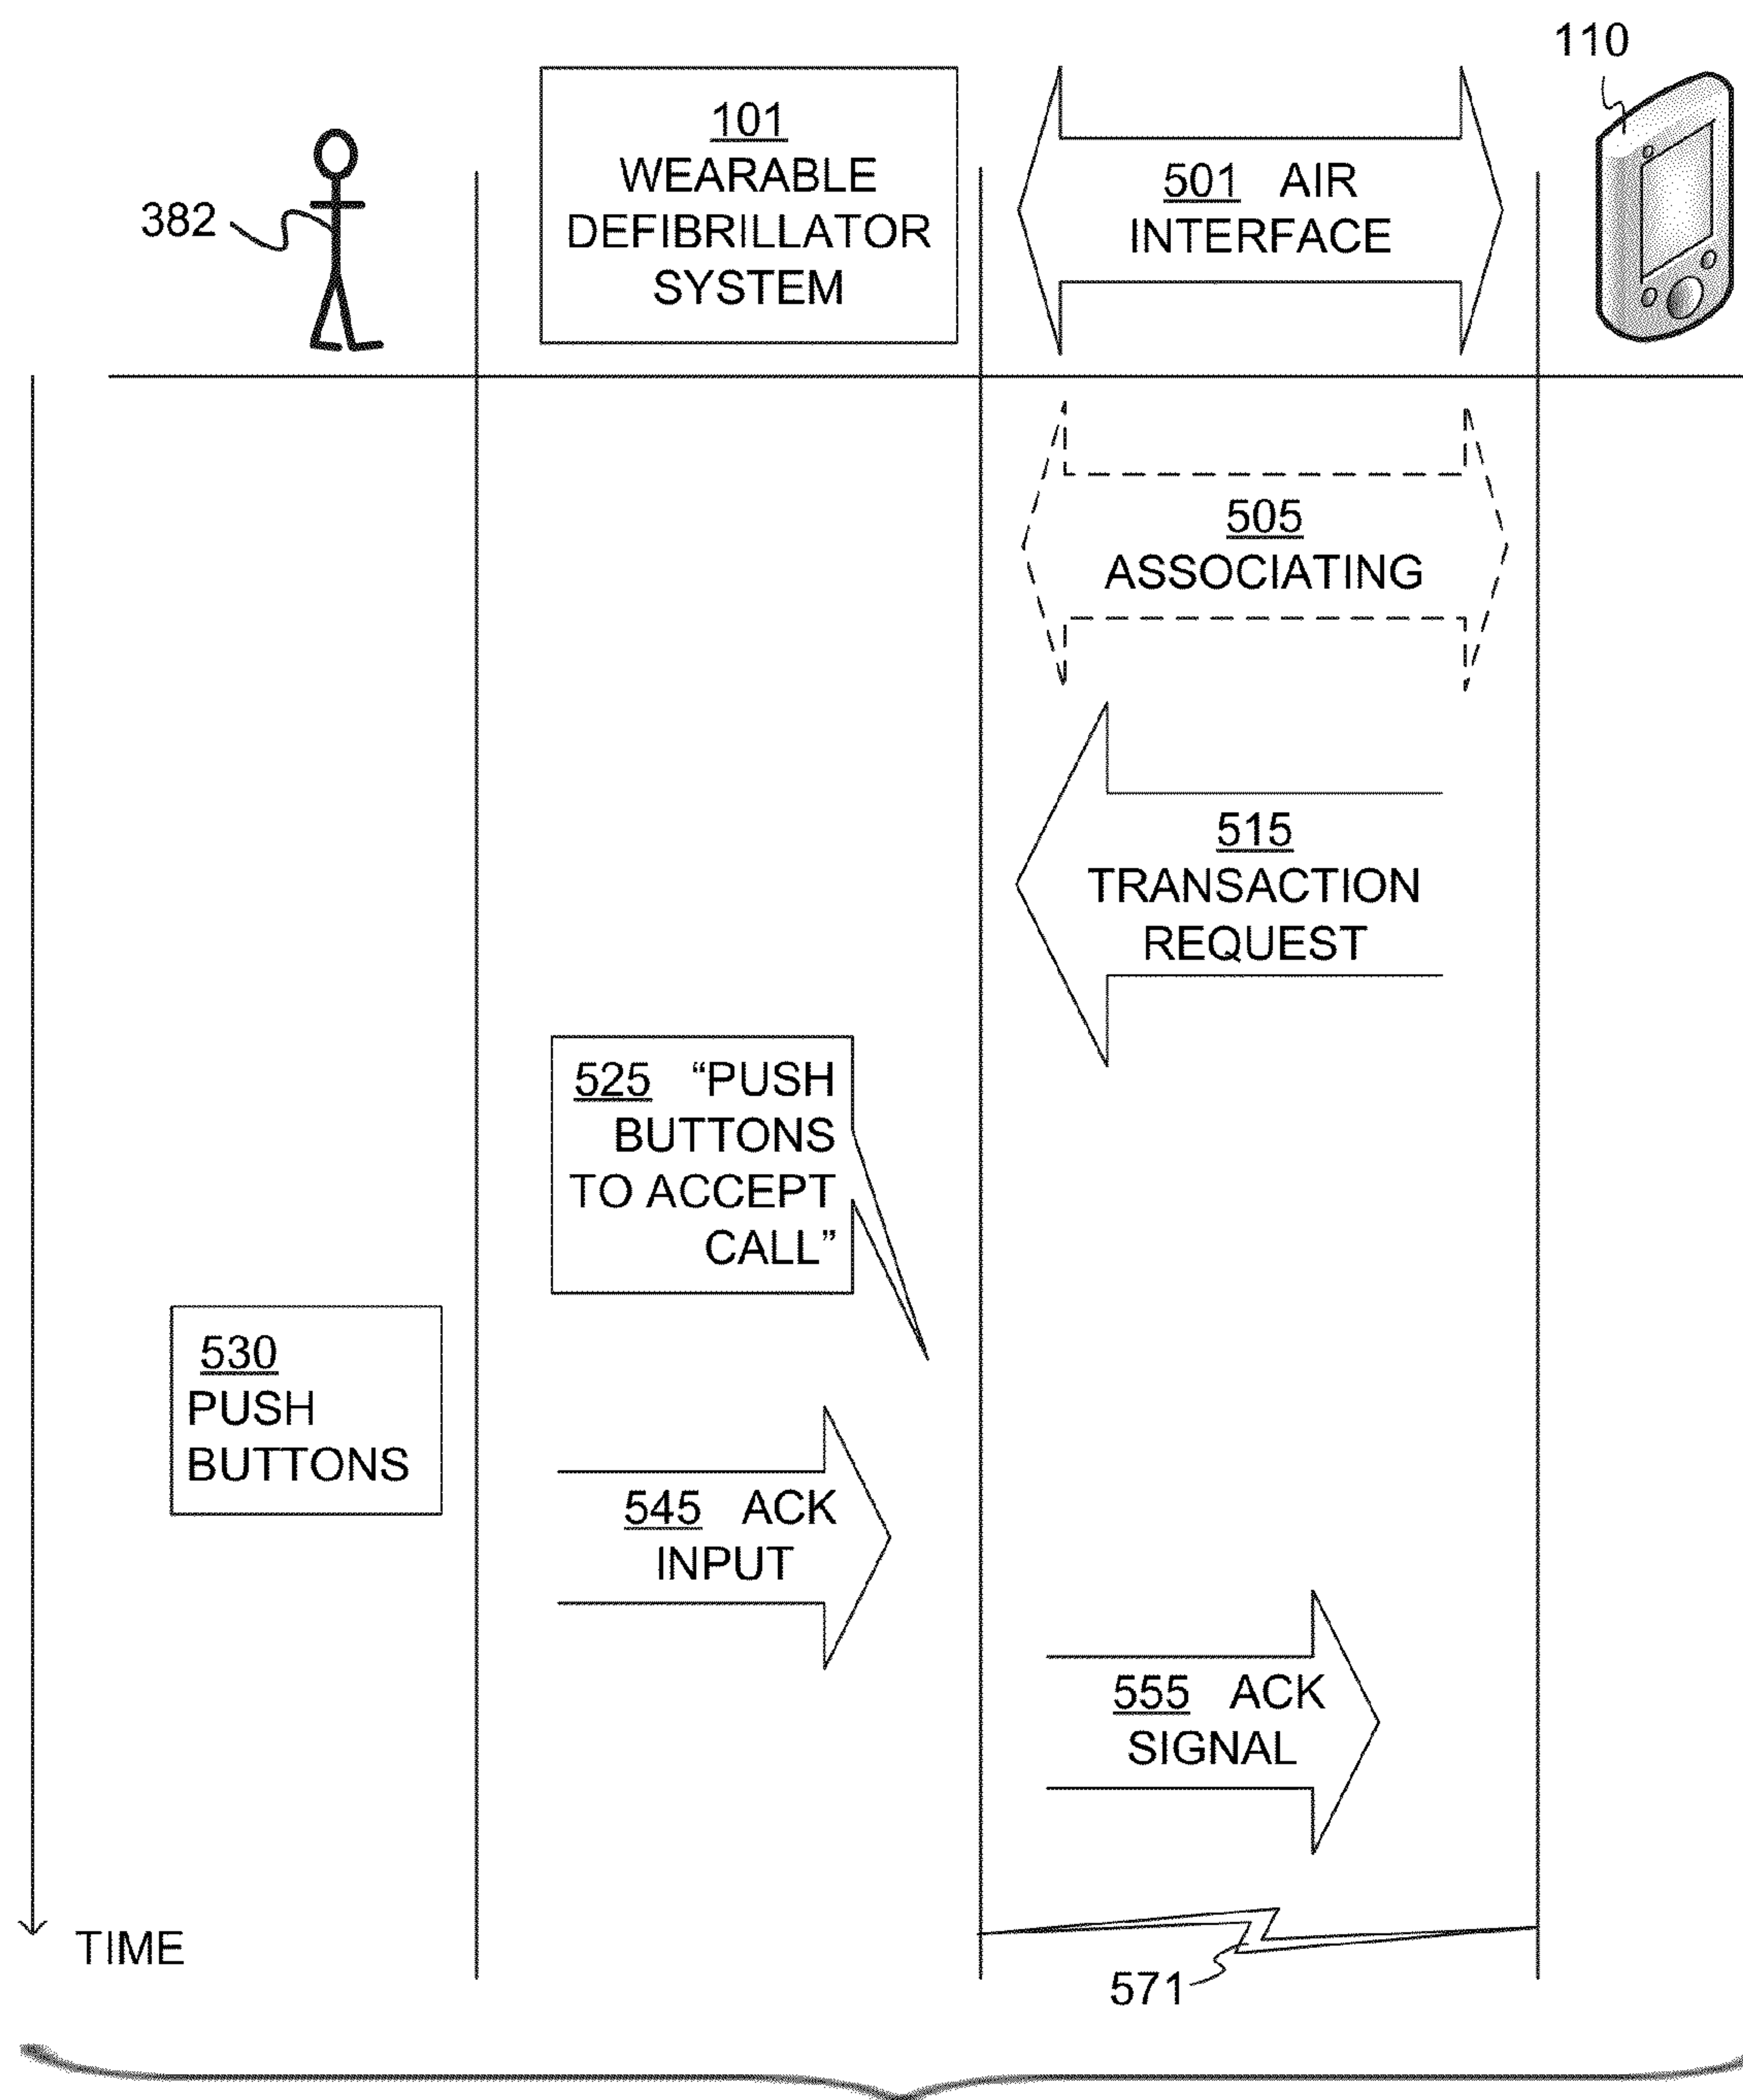 110
101
WEARABLE
DEFIBRILLATOR
SYSTEM
501 AIR
INTERFACE
382
505
ASSOCIATING
515
TRANSACTION
REQUEST
525 “PUSH
BUTTONS
TO ACCEPT
CALL”
530
PUSH
BUTTONS
545 ACK
INPUT
555 ACK
SIGNAL
TIME
571